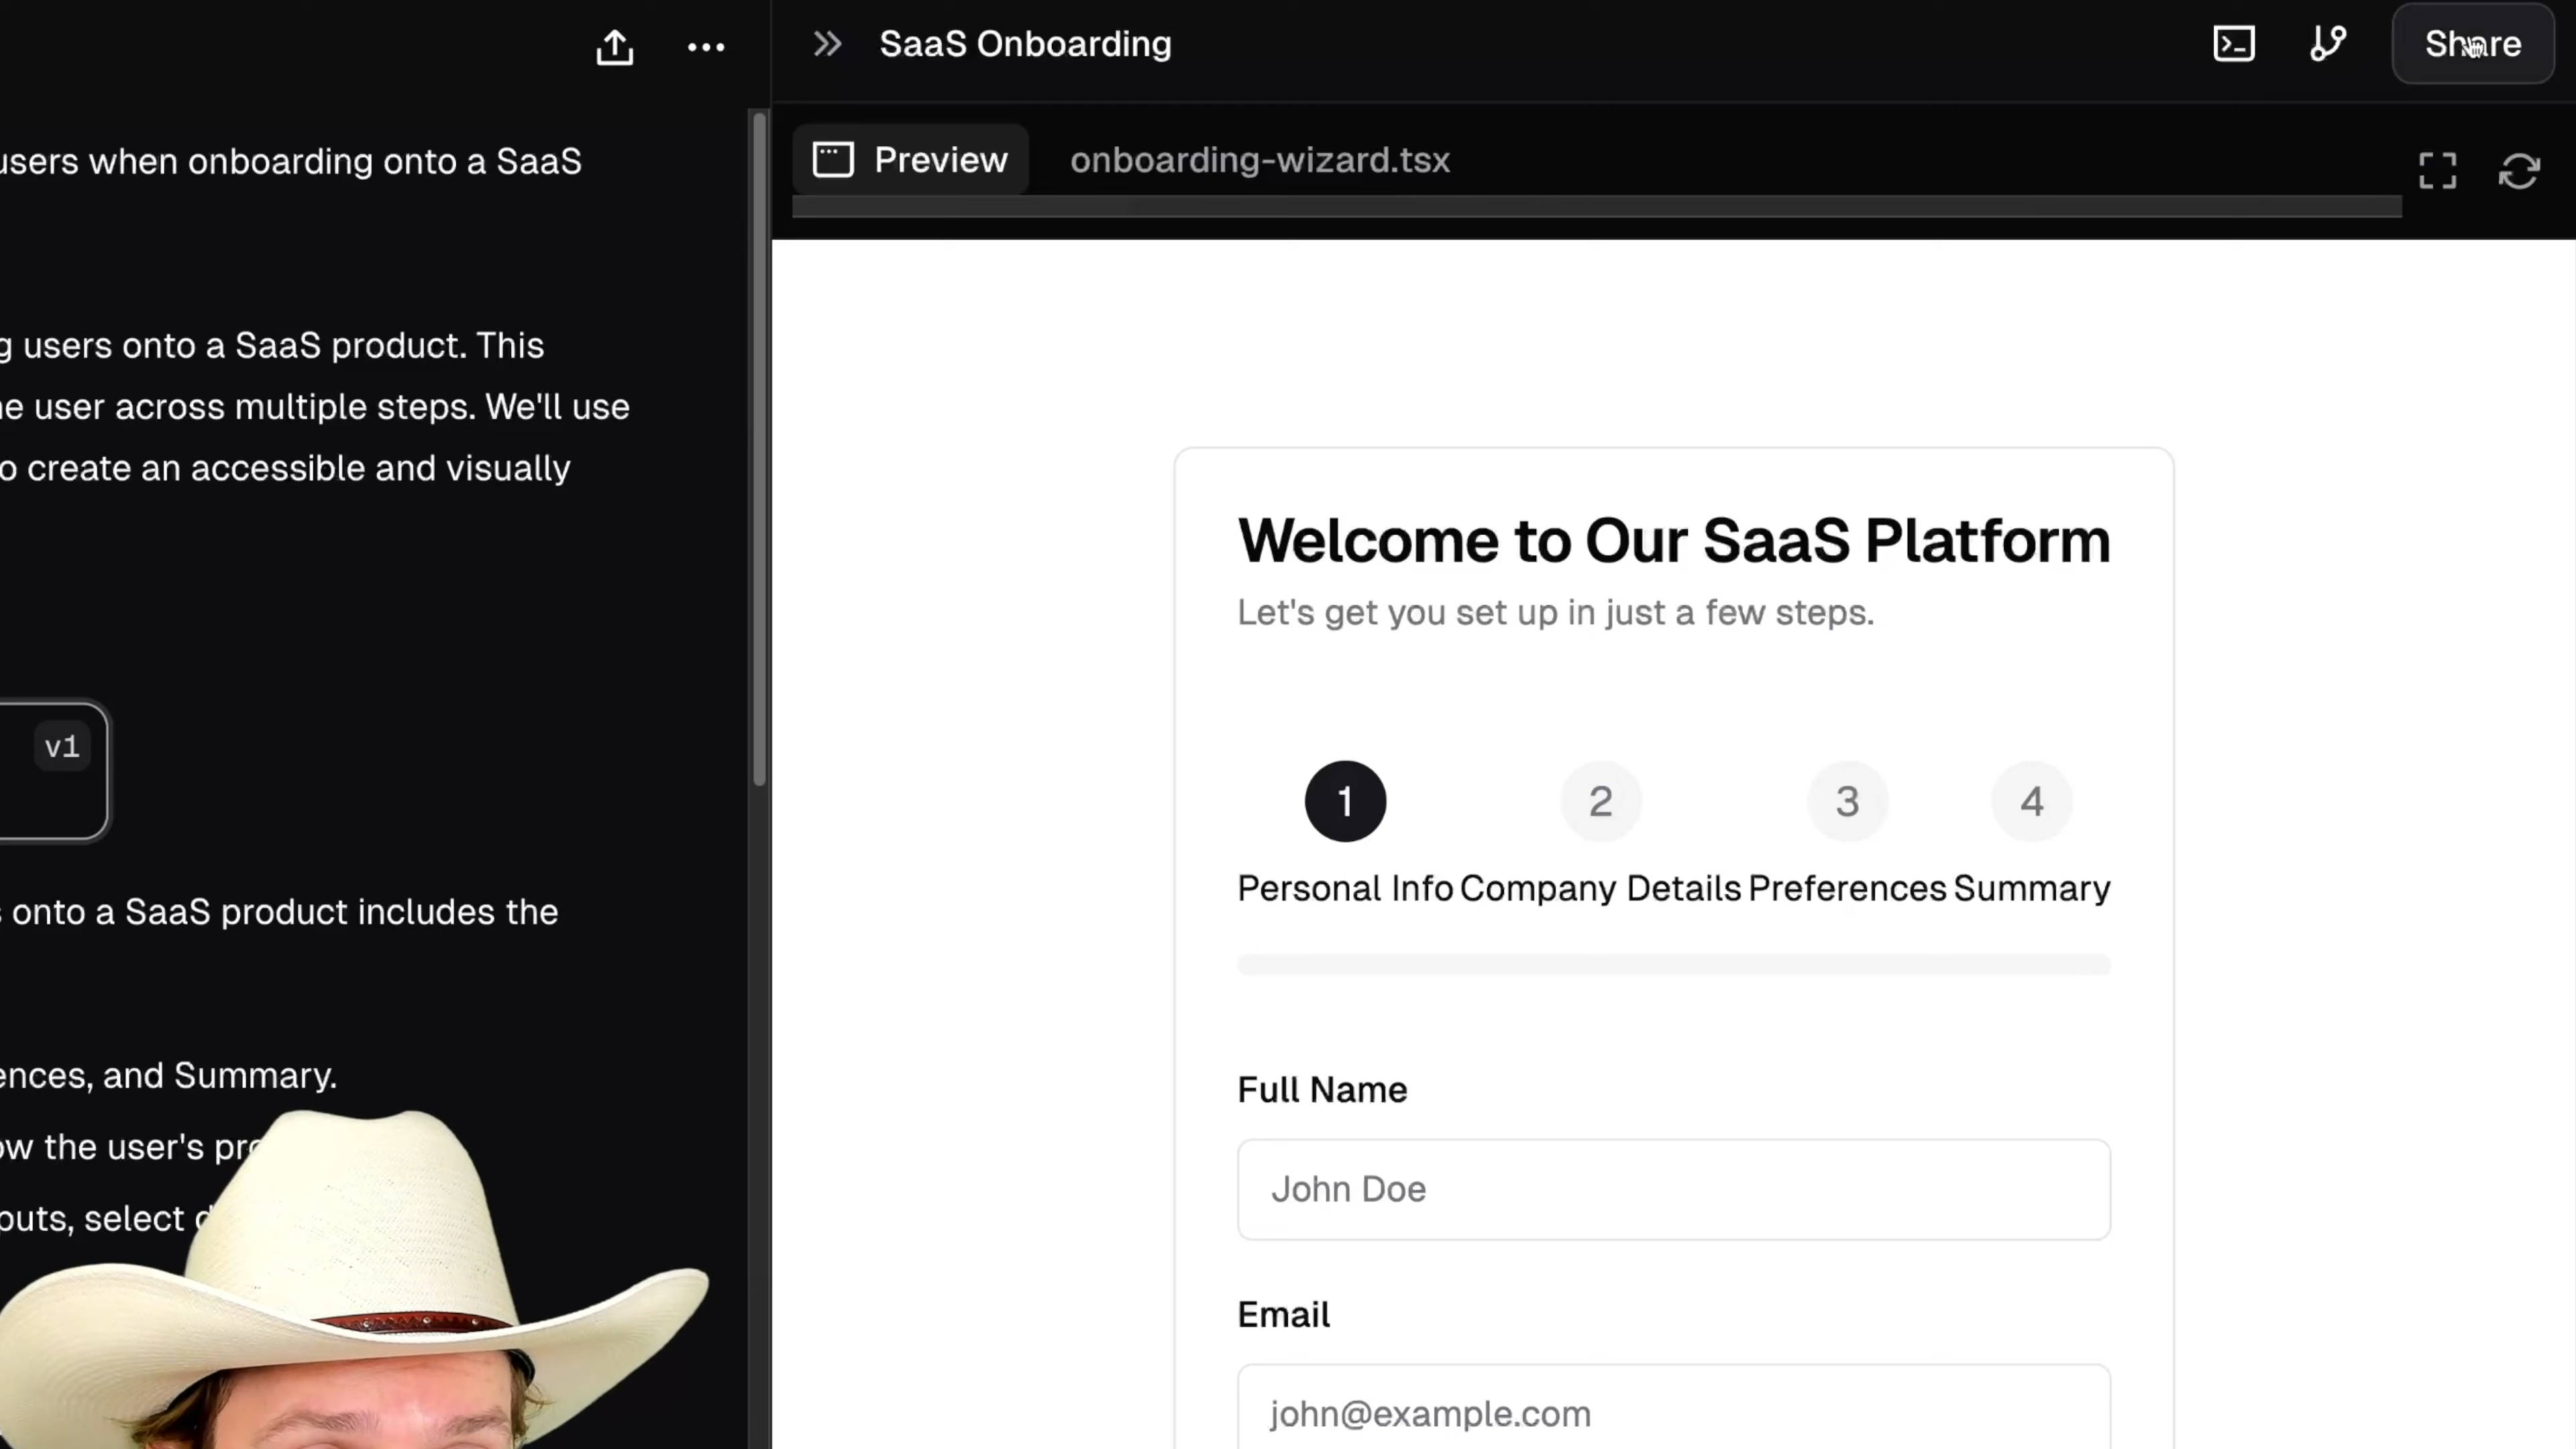 SaaS Onboarding
Share
Preview
onboarding-wizard.tsx
users when onboarding onto a SaaS
users onto a SaaS product. This
user across multiple steps. We'll use
create an accessible and visually
v1
onto a SaaS product includes the
and Summary.
the user's
select
Welcome to Our SaaS Platform
Let's get you set up in just a few steps.
1 2 3 4
Personal Info Company Details Preferences Summary
Full Name
John Doe
Email
john@example.com